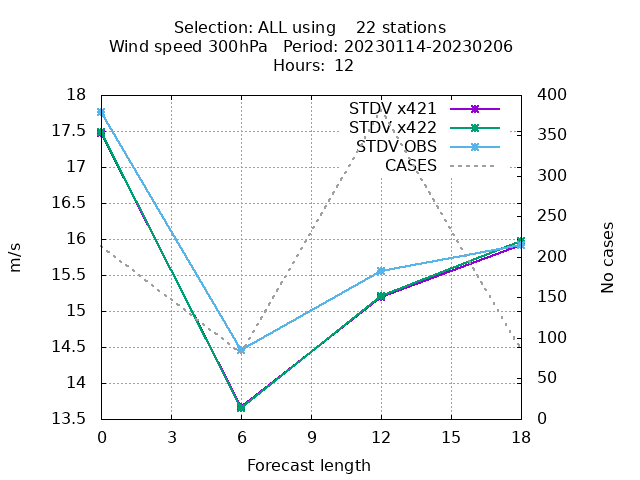 Selection: ALL using    22 stations
Wind speed 300hPa   Period: 20230114-20230206
Hours:  12
STDV x421
STDV x422
STDV OBS
CASES
18
17.5
17
16.5
16
15.5
15
14.5
14
13.5
400
350
300
250
200
150
100
50
0
m/s
No cases
0 3 6 9 12 15 18
Forecast length